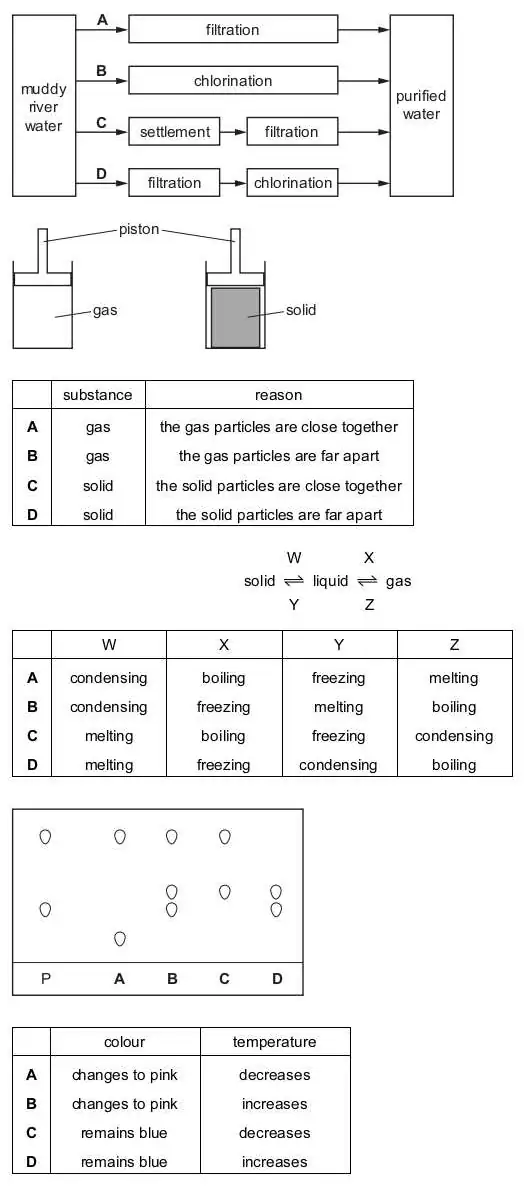 A filtration
B chlorination
muddy river water
purified water
C settlement filtration
D filtration chlorination
piston
gas solid
substance reason
A gas the gas particles are close together
B gas the gas particles are far apart
C solid the solid particles are close together
D solid the solid particles are far apart
W X
solid ⇌ liquid ⇌ gas
Y Z
W X Y Z
A condensing boiling freezing melting
B condensing freezing melting boiling
C melting boiling freezing condensing
D melting freezing condensing boiling
P A B C D
colour temperature
A changes to pink decreases
B changes to pink increases
C remains blue decreases
D remains blue increases